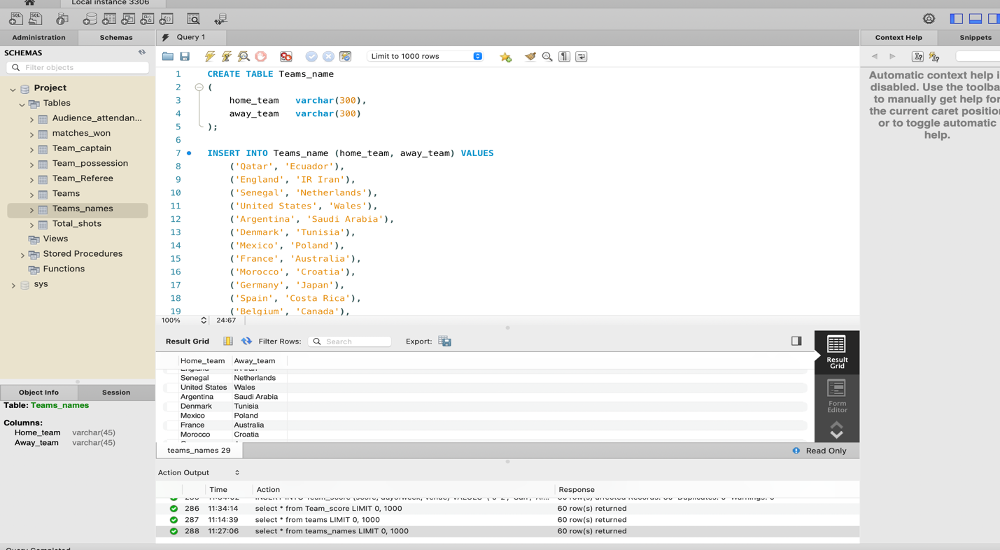 Local instance 3306
SQL
SQL
Administration
Schemas
Query 1
Context Help
Snippets
SCHEMAS
Filter objects
Limit to 1000 rows
Project
Tables
Audience_attendan...
matches_won
Team_captain
Team_possession
Team_Referee
Teams
Teams_names
Total_shots
Views
Stored Procedures
Functions
sys
1 CREATE TABLE Teams_name
2 (
3 home_team varchar(300),
4 away_team varchar(300)
5 );
6
7 INSERT INTO Teams_name (home_team, away_team) VALUES
8 ('Qatar', 'Ecuador'),
9 ('England', 'IR Iran'),
10 ('Senegal', 'Netherlands'),
11 ('United States', 'Wales'),
12 ('Argentina', 'Saudi Arabia'),
13 ('Denmark', 'Tunisia'),
14 ('Mexico', 'Poland'),
15 ('France', 'Australia'),
16 ('Morocco', 'Croatia'),
17 ('Germany', 'Japan'),
18 ('Spain', 'Costa Rica'),
19 ('Belgium', 'Canada'),
100% 24:67
Automatic context help i
disabled. Use the toolba
to manually get help for
the current caret position
or to toggle automatic
help.
Result Grid Filter Rows: Search Export:
Home_team Away_team
England IR Iran
Senegal Netherlands
United States Wales
Argentina Saudi Arabia
Denmark Tunisia
Mexico Poland
France Australia
Morocco Croatia
Result
Grid
Form
Editor
teams_names 29
Read Only
Object Info
Session
Table: Teams_names
Columns:
Home_team varchar(45)
Away_team varchar(45)
Action Output
Time Action Response
286 11:34:14 select * from Team_score LIMIT 0, 1000 60 row(s) returned
287 11:14:39 select * from teams LIMIT 0, 1000 60 row(s) returned
288 11:27:06 select * from teams_names LIMIT 0, 1000 60 row(s) returned
Query Completed